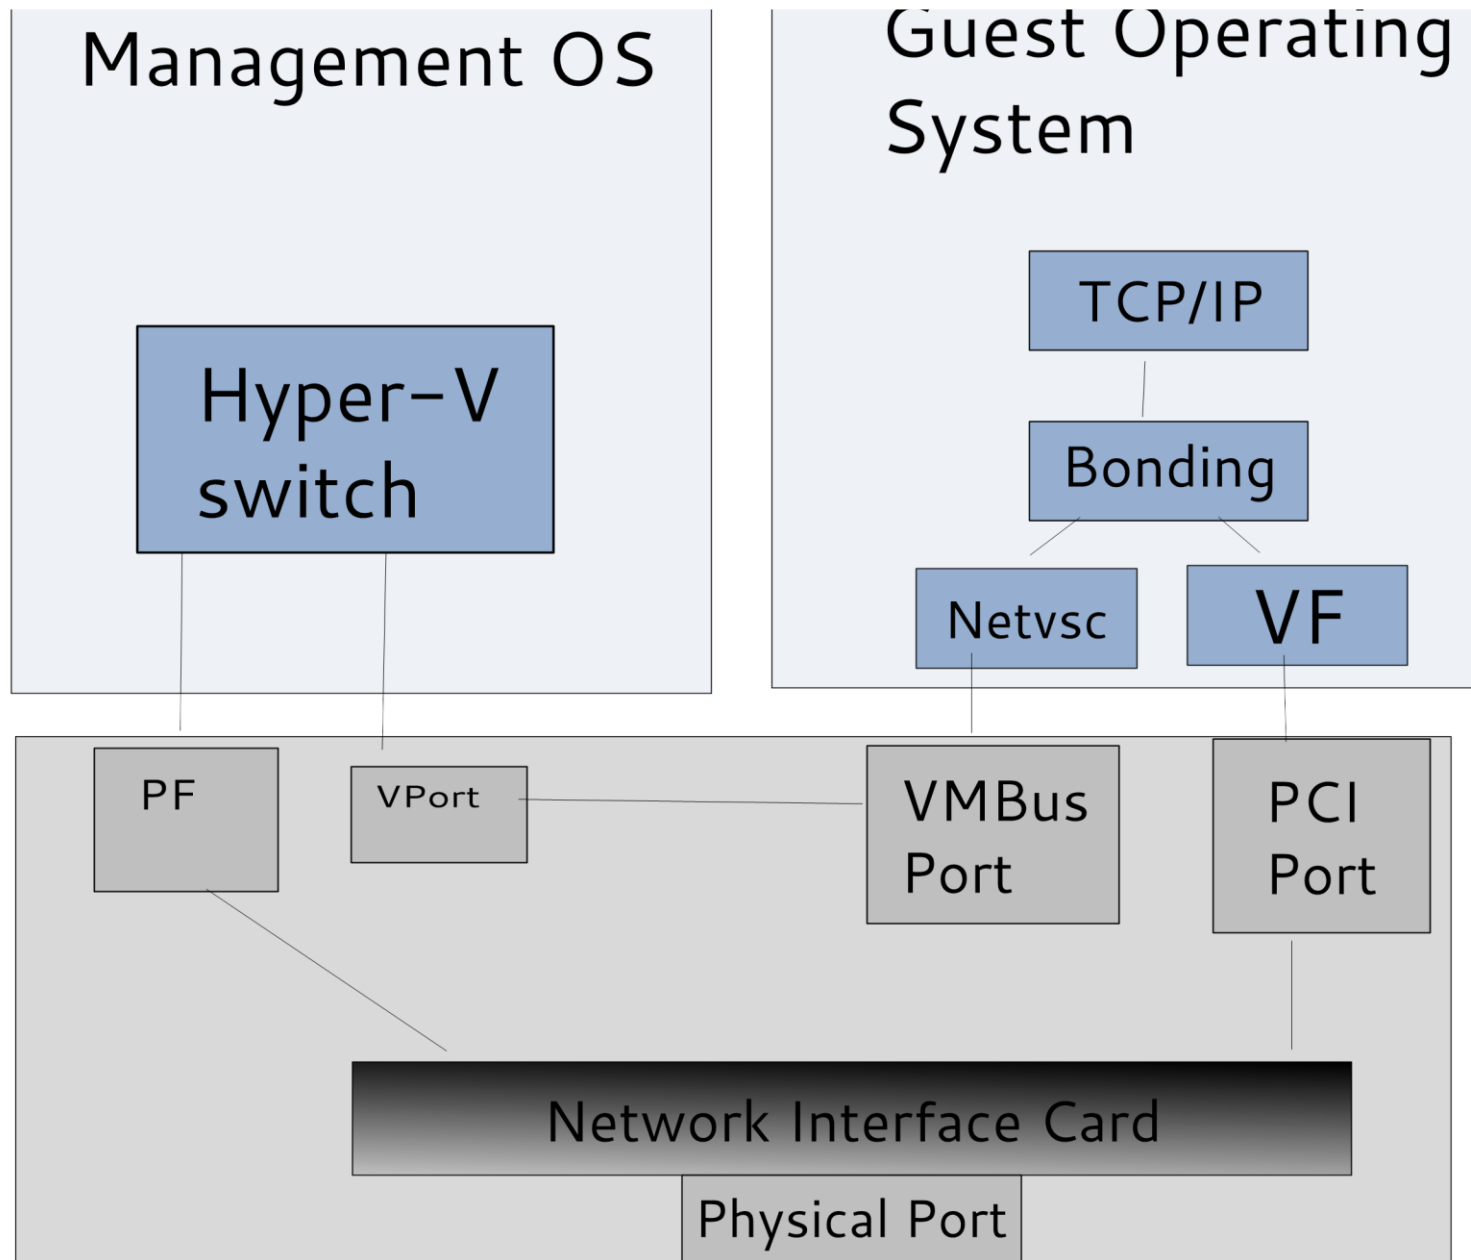 Management OS
Guest Operating
System
TCP/IP
Hyper-V
switch
Bonding
Netvsc
VF
PF
VPort
VMBus
Port
PCI
Port
Network Interface Card
Physical Port